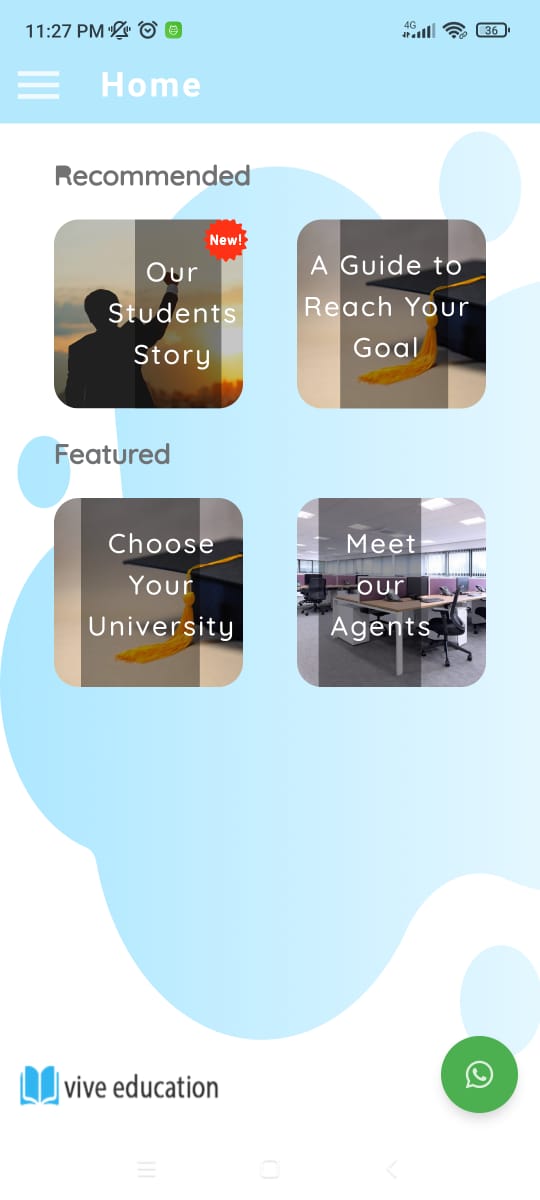 11:27 PM
4G
36
Home
Recommended
New!
Our
Students
Story
A Guide to
Reach Your
Goal
Featured
Choose
Your
University
Meet
our
Agents
vive education